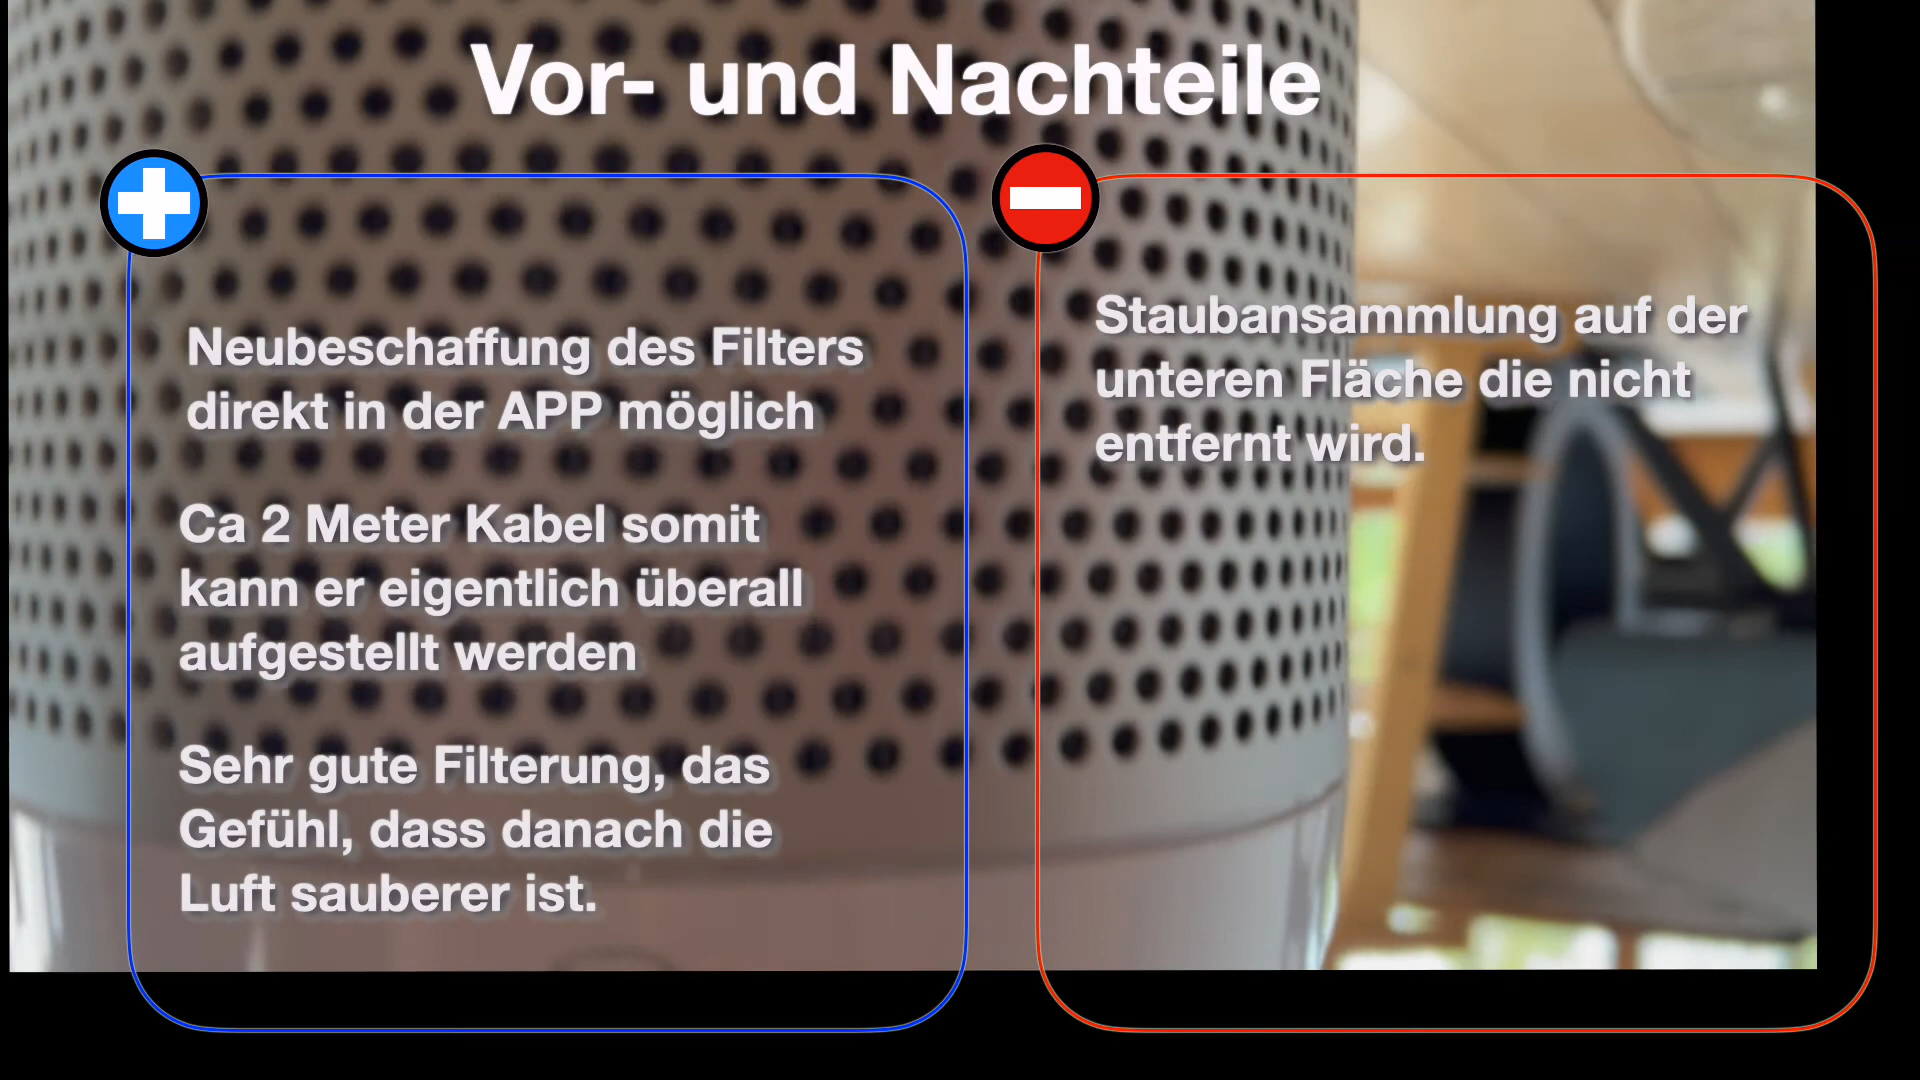 Vor- und Nachteile
Neubeschaffung des Filters
direkt in der APP möglich
Ca 2 Meter Kabel somit
kann er eigentlich überall
aufgestellt werden
Sehr gute Filterung, das
Gefühl, dass danach die
Luft sauberer ist.
Staubansammlung auf der
unteren Fläche die nicht
entfernt wird.